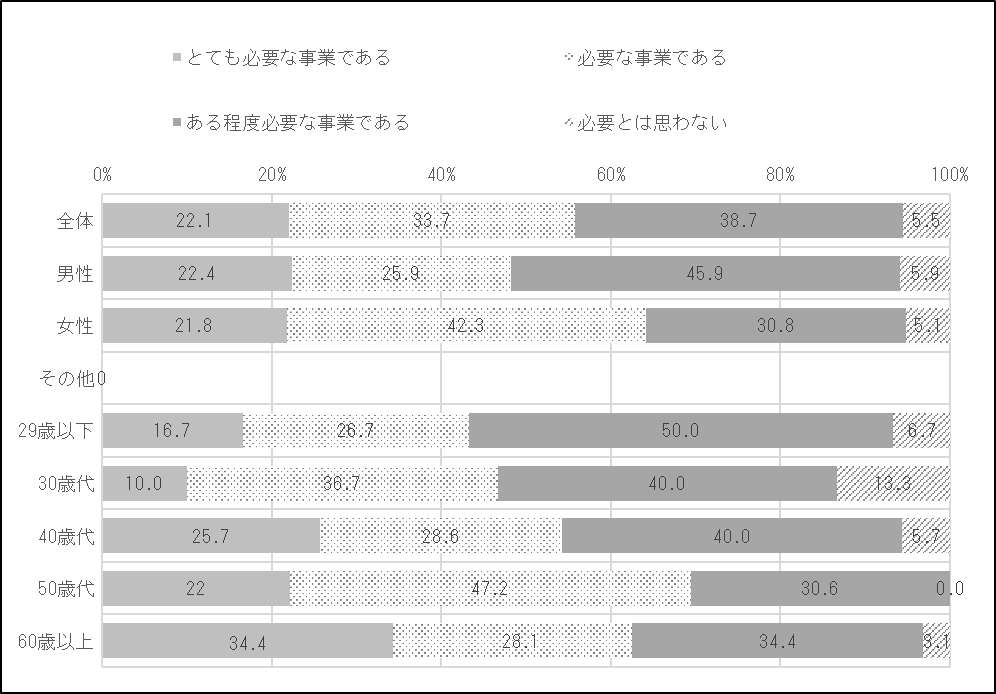 とても必要な事業である 必要な事業である
ある程度必要な事業である 必要とは思わない
0% 20% 40% 60% 80% 100%
全体 22.1 33.7 38.7 5.5
男性 22.4 25.9 45.9 5.9
女性 21.8 42.3 30.8 5.1
その他 0
29歳以下 16.7 26.7 50.0 6.7
30歳代 10.0 36.7 40.0 13.3
40歳代 25.7 28.6 40.0 5.7
50歳代 22 47.2 30.6 0.0
60歳以上 34.4 28.1 34.4 3.1